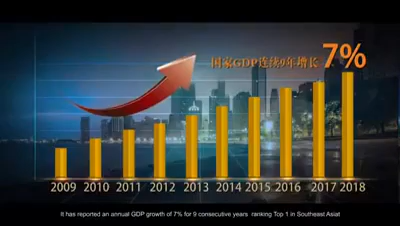 国家GDP连续9年增长 7%
2009 2010 2011 2012 2013 2014 2015 2016 2017 2018
It has reported an annual GDP growth of 7% for 9 consecutive years ranking Top 1 in Southeast Asiat